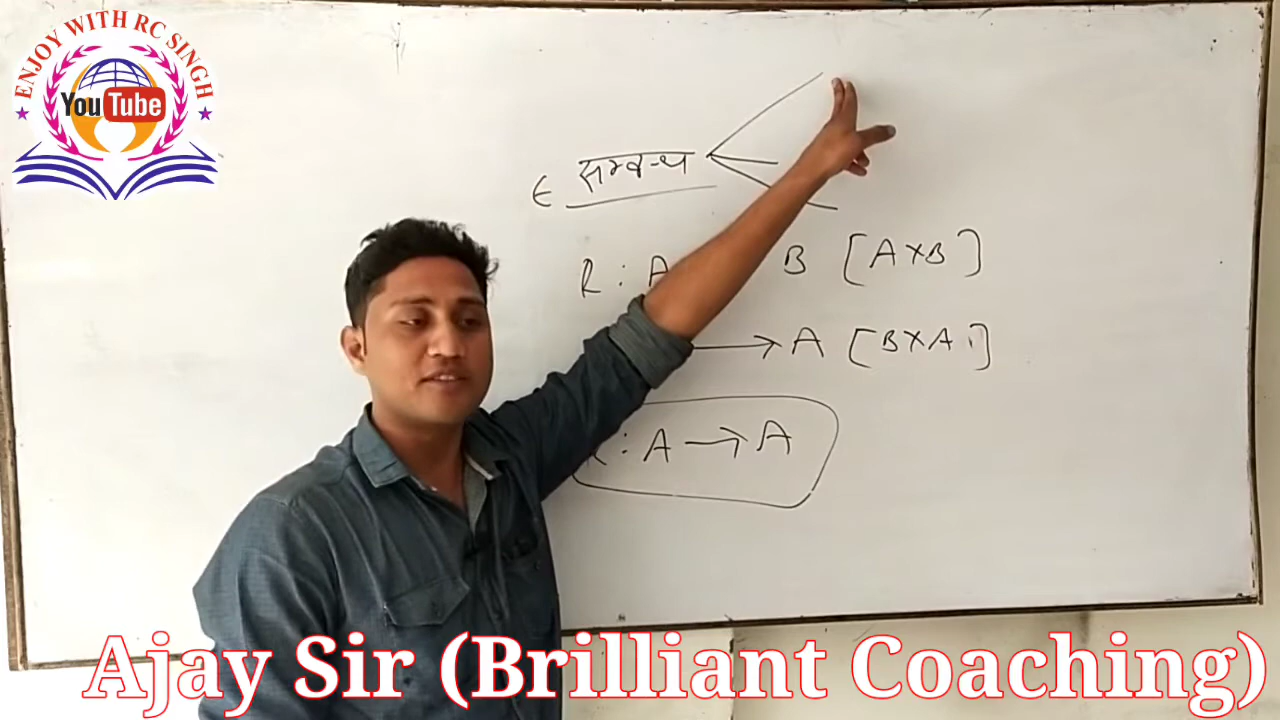 ENJOY WITH RC SINGH
YouTube
∈ सम्बन्ध
R : A B [A×B]
→ A [B×A]
: A → A
Ajay Sir (Brilliant Coaching)